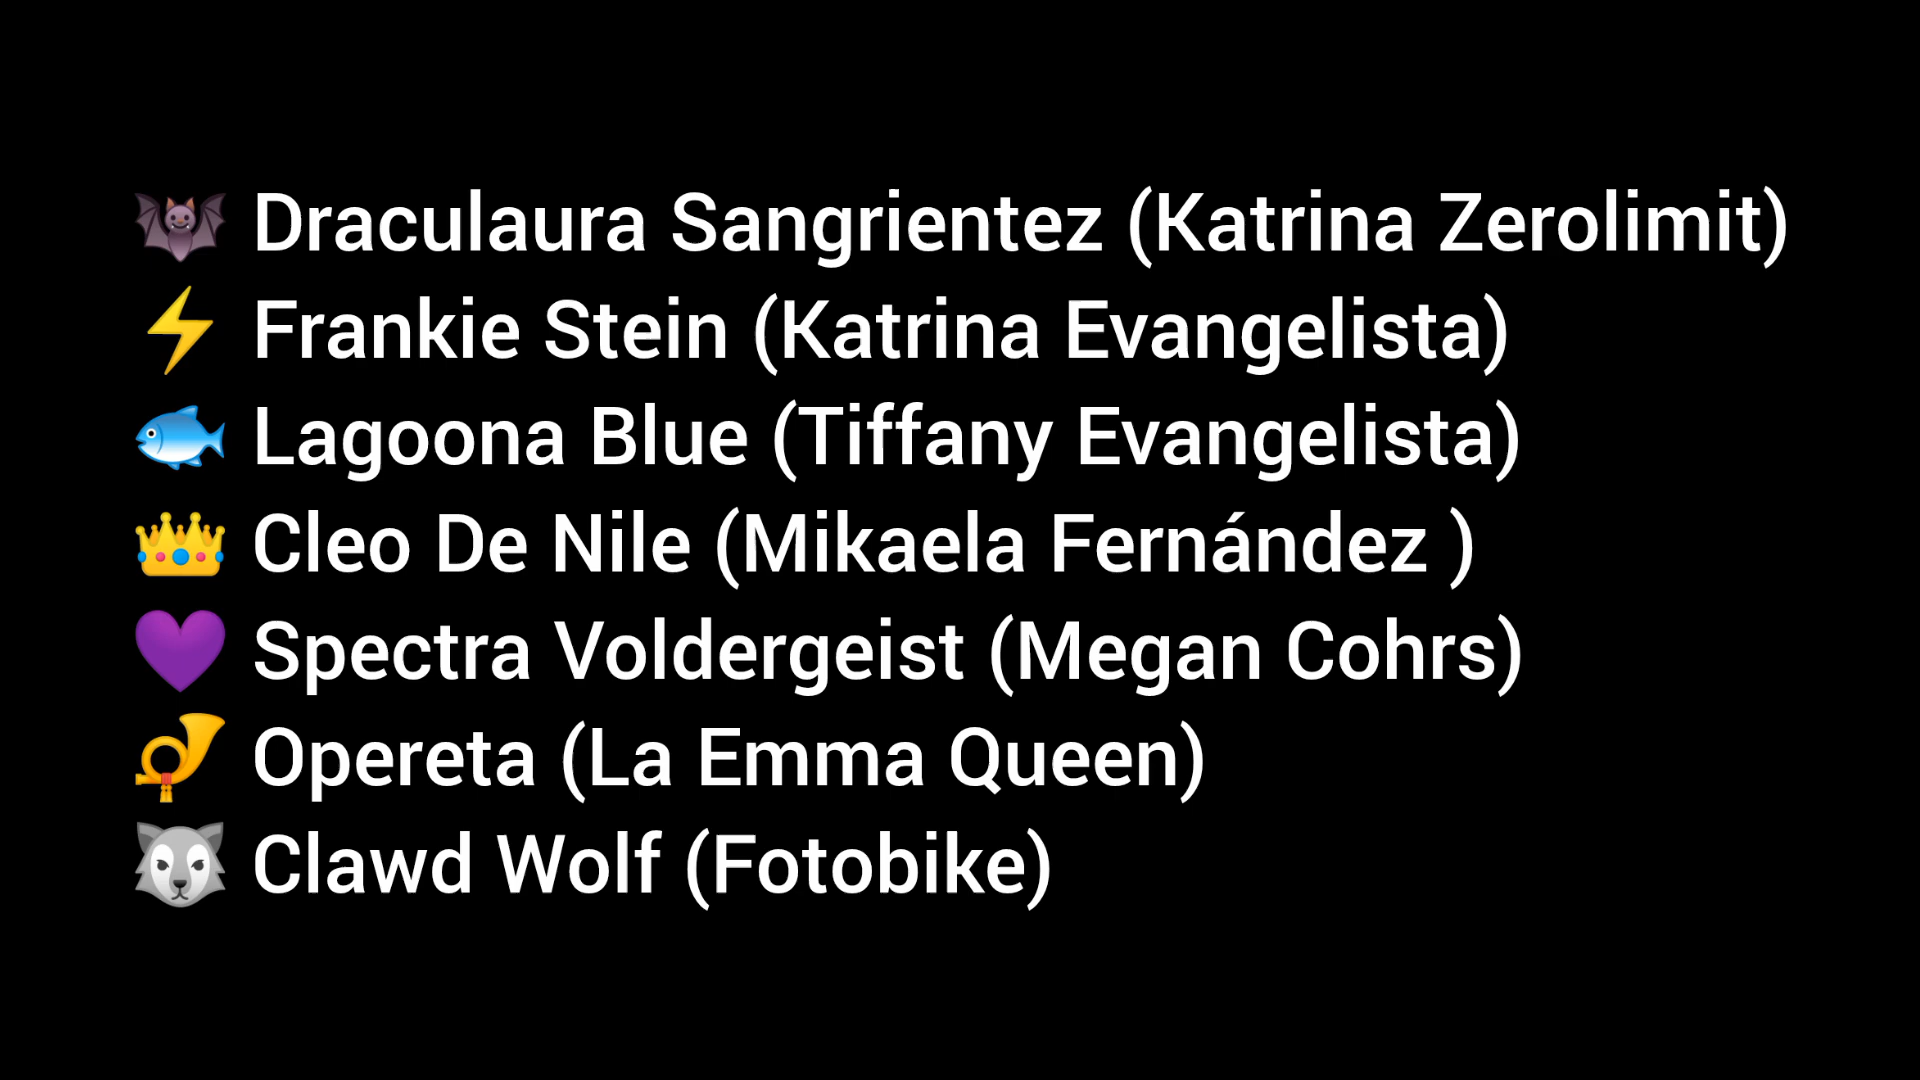 🦇 Draculaura Sangrientez (Katrina Zerolimit)
⚡ Frankie Stein (Katrina Evangelista)
🐟 Lagoona Blue (Tiffany Evangelista)
👑 Cleo De Nile (Mikaela Fernández )
💜 Spectra Voldergeist (Megan Cohrs)
📯 Opereta (La Emma Queen)
🐺 Clawd Wolf (Fotobike)